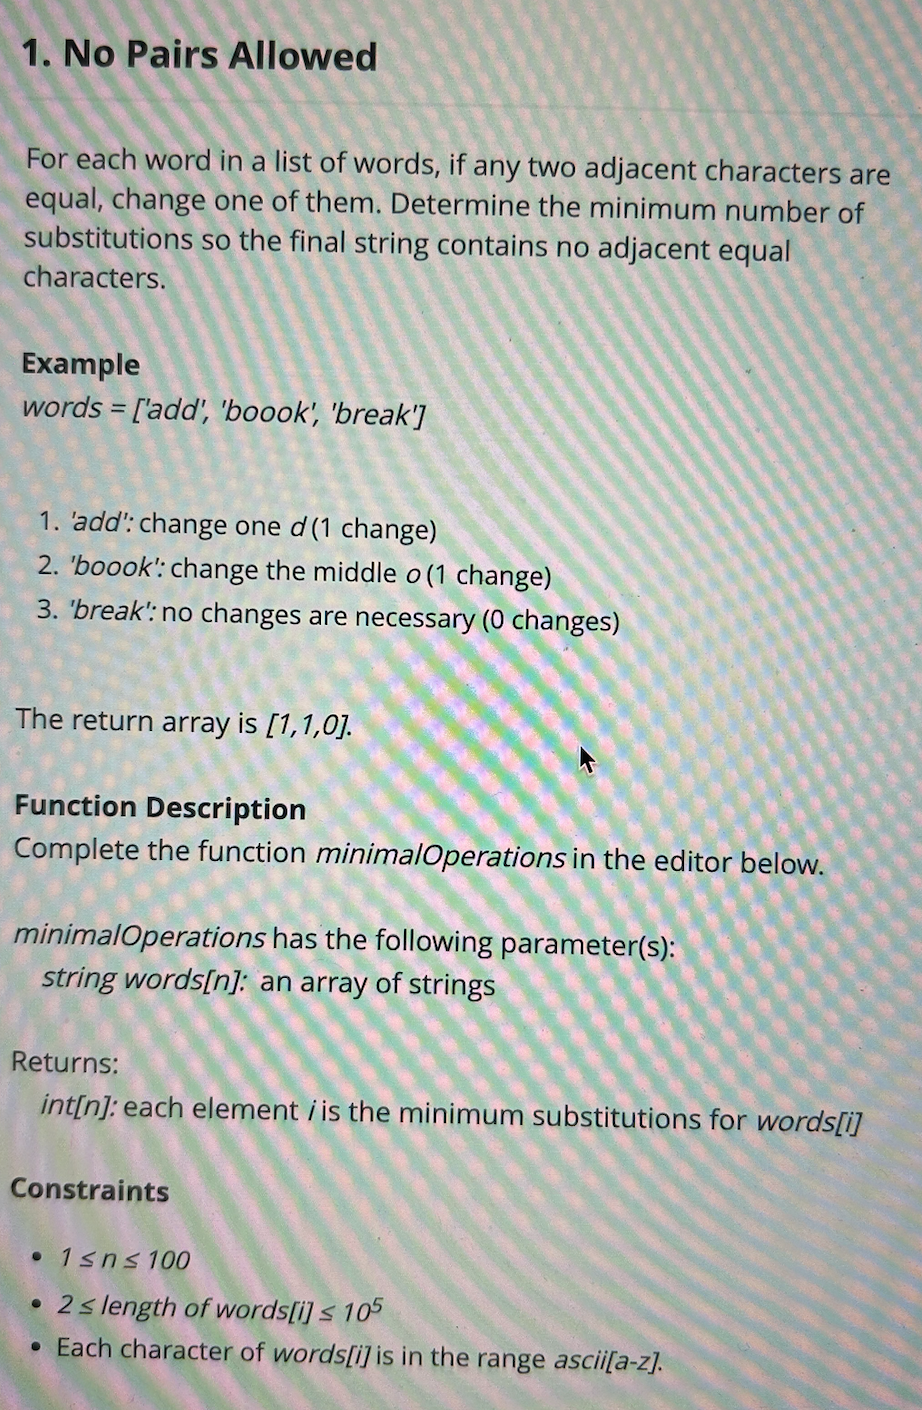 1. No Pairs Allowed
For each word in a list of words, if any two adjacent characters are
equal, change one of them. Determine the minimum number of
substitutions so the final string contains no adjacent equal
characters.
Example
words = ['add', 'boook', 'break']
1. 'add': change one d (1 change)
2. 'boook': change the middle o (1 change)
3. 'break': no changes are necessary (0 changes)
The return array is [1,1,0].
Function Description
Complete the function minimalOperations in the editor below.
minimalOperations has the following parameter(s):
string words[n]: an array of strings
Returns:
int[n]: each element i is the minimum substitutions for words[i]
Constraints
• 1 ≤ n ≤ 100
• 2 ≤ length of words[i] ≤ 10⁵
• Each character of words[i] is in the range ascii[a-z].